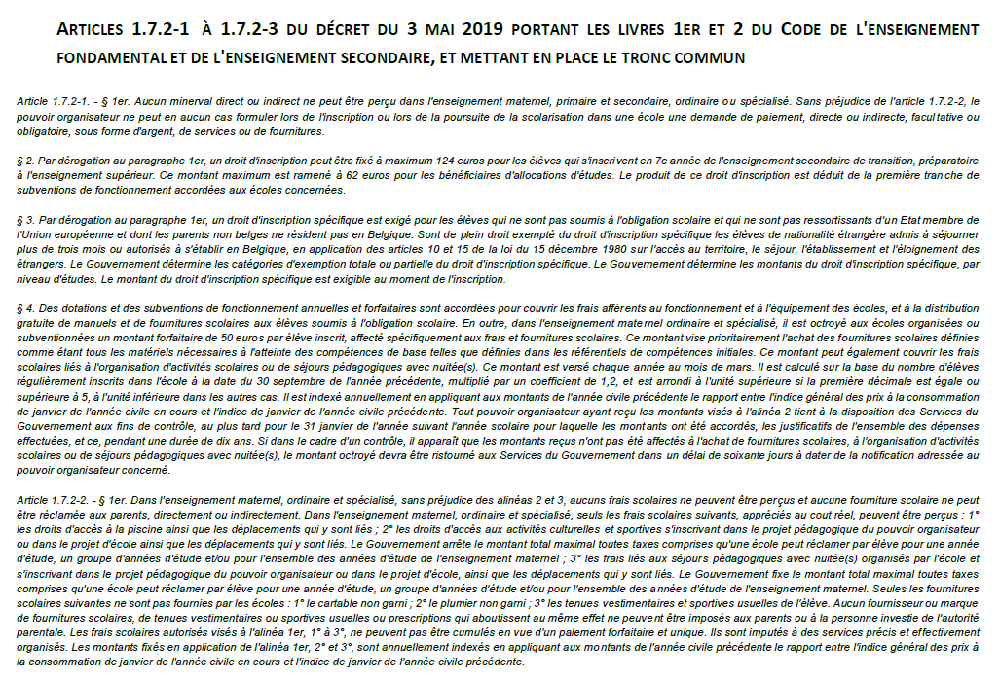 ARTICLES 1.7.2-1 À 1.7.2-3 DU DÉCRET DU 3 MAI 2019 PORTANT LES LIVRES 1ER ET 2 DU CODE DE L'ENSEIGNEMENT
FONDAMENTAL ET DE L'ENSEIGNEMENT SECONDAIRE, ET METTANT EN PLACE LE TRONC COMMUN
Article 1.7.2-1. - § 1er. Aucun minerval direct ou indirect ne peut être perçu dans l'enseignement maternel, primaire et secondaire, ordinaire ou spécialisé. Sans préjudice de l'article 1.7.2-2, le
pouvoir organisateur ne peut en aucun cas formuler lors de l'inscription ou lors de la poursuite de la scolarisation dans une école une demande de paiement, directe ou indirecte, facultative ou
obligatoire, sous forme d'argent, de services ou de fournitures.
§ 2. Par dérogation au paragraphe 1er, un droit d'inscription peut être fixé à maximum 124 euros pour les élèves qui s'inscrivent en 7e année de l'enseignement secondaire de transition, préparatoire
à l'enseignement supérieur. Ce montant maximum est ramené à 62 euros pour les bénéficiaires d'allocations d'études. Le produit de ce droit d'inscription est déduit de la première tranche de
subventions de fonctionnement accordées aux écoles concernées.
§ 3. Par dérogation au paragraphe 1er, un droit d'inscription spécifique est exigé pour les élèves qui ne sont pas soumis à l'obligation scolaire et qui ne sont pas ressortissants d'un Etat membre de
l'Union européenne et dont les parents non belges ne résident pas en Belgique. Sont de plein droit exempté du droit d'inscription spécifique les élèves de nationalité étrangère admis à séjourner
plus de trois mois ou autorisés à s'établir en Belgique, en application des articles 10 et 15 de la loi du 15 décembre 1980 sur l'accès au territoire, le séjour, l'établissement et l'éloignement des
étrangers. Le Gouvernement détermine les catégories d'exemption totale ou partielle du droit d'inscription spécifique. Le Gouvernement détermine les montants du droit d'inscription spécifique, par
niveau d'études. Le montant du droit d'inscription spécifique est exigible au moment de l'inscription.
§ 4. Des dotations et des subventions de fonctionnement annuelles et forfaitaires sont accordées pour couvrir les frais afférents au fonctionnement et à l'équipement des écoles, et à la distribution
gratuite de manuels et de fournitures scolaires aux élèves soumis à l'obligation scolaire. En outre, dans l'enseignement maternel ordinaire et spécialisé, il est octroyé aux écoles organisées ou
subventionnées un montant forfaitaire de 50 euros par élève inscrit, affecté spécifiquement aux frais et fournitures scolaires. Ce montant vise prioritairement l'achat des fournitures scolaires définies
comme étant tous les matériels nécessaires à l'atteinte des compétences de base telles que définies dans les référentiels de compétences initiales. Ce montant peut également couvrir les frais
scolaires liés à l'organisation d'activités scolaires ou de séjours pédagogiques avec nuitée(s). Ce montant est versé chaque année au mois de mars. Il est calculé sur la base du nombre d'élèves
régulièrement inscrits dans l'école à la date du 30 septembre de l'année précédente, multiplié par un coefficient de 1,2, et est arrondi à l'unité supérieure si la première décimale est égale ou
supérieure à 5, à l'unité inférieure dans les autres cas. Il est indexé annuellement en appliquant aux montants de l'année civile précédente le rapport entre l'indice général des prix à la consommation
de janvier de l'année civile en cours et l'indice de janvier de l'année civile précédente. Tout pouvoir organisateur ayant reçu les montants visés à l'alinéa 2 tient à la disposition des Services du
Gouvernement aux fins de contrôle, au plus tard pour le 31 janvier de l'année suivant l'année scolaire pour laquelle les montants ont été accordés, les justificatifs de l'ensemble des dépenses
effectuées, et ce, pendant une durée de dix ans. Si dans le cadre d'un contrôle, il apparaît que les montants reçus n'ont pas été affectés à l'achat de fournitures scolaires, à l'organisation d'activités
scolaires ou de séjours pédagogiques avec nuitée(s), le montant octroyé devra être ristourné aux Services du Gouvernement dans un délai de soixante jours à dater de la notification adressée au
pouvoir organisateur concerné.
Article 1.7.2-2. - § 1er. Dans l'enseignement maternel, ordinaire et spécialisé, sans préjudice des alinéas 2 et 3, aucuns frais scolaires ne peuvent être perçus et aucune fourniture scolaire ne peut
être réclamée aux parents, directement ou indirectement. Dans l'enseignement maternel, ordinaire et spécialisé, seuls les frais scolaires suivants, appréciés au cout réel, peuvent être perçus : 1°
les droits d'accès à la piscine ainsi que les déplacements qui y sont liés ; 2° les droits d'accès aux activités culturelles et sportives s'inscrivant dans le projet pédagogique du pouvoir organisateur
ou dans le projet d'école ainsi que les déplacements qui y sont liés. Le Gouvernement arrête le montant total maximal toutes taxes comprises qu'une école peut réclamer par élève pour une année
d'étude, un groupe d'années d'étude et/ou pour l'ensemble des années d'étude de l'enseignement maternel ; 3° les frais liés aux séjours pédagogiques avec nuitée(s) organisés par l'école et
s'inscrivant dans le projet pédagogique du pouvoir organisateur ou dans le projet d'école, ainsi que les déplacements qui y sont liés. Le Gouvernement fixe le montant total maximal toutes taxes
comprises qu'une école peut réclamer par élève pour une année d'étude, un groupe d'années d'étude et/ou pour l'ensemble des années d'étude de l'enseignement maternel. Seules les fournitures
scolaires suivantes ne sont pas fournies par les écoles : 1° le cartable non garni ; 2° le plumier non garni ; 3° les tenues vestimentaires et sportives usuelles de l'élève. Aucun fournisseur ou marque
de fournitures scolaires, de tenues vestimentaires ou sportives usuelles ou prescriptions qui aboutissent au même effet ne peuvent être imposés aux parents ou à la personne investie de l'autorité
parentale. Les frais scolaires autorisés visés à l'alinéa 1er, 1° à 3°, ne peuvent pas être cumulés en vue d'un paiement forfaitaire et unique. Ils sont imputés à des services précis et effectivement
organisés. Les montants fixés en application de l'alinéa 1er, 2° et 3°, sont annuellement indexés en appliquant aux montants de l'année civile précédente le rapport entre l'indice général des prix à
la consommation de janvier de l'année civile en cours et l'indice de janvier de l'année civile précédente.